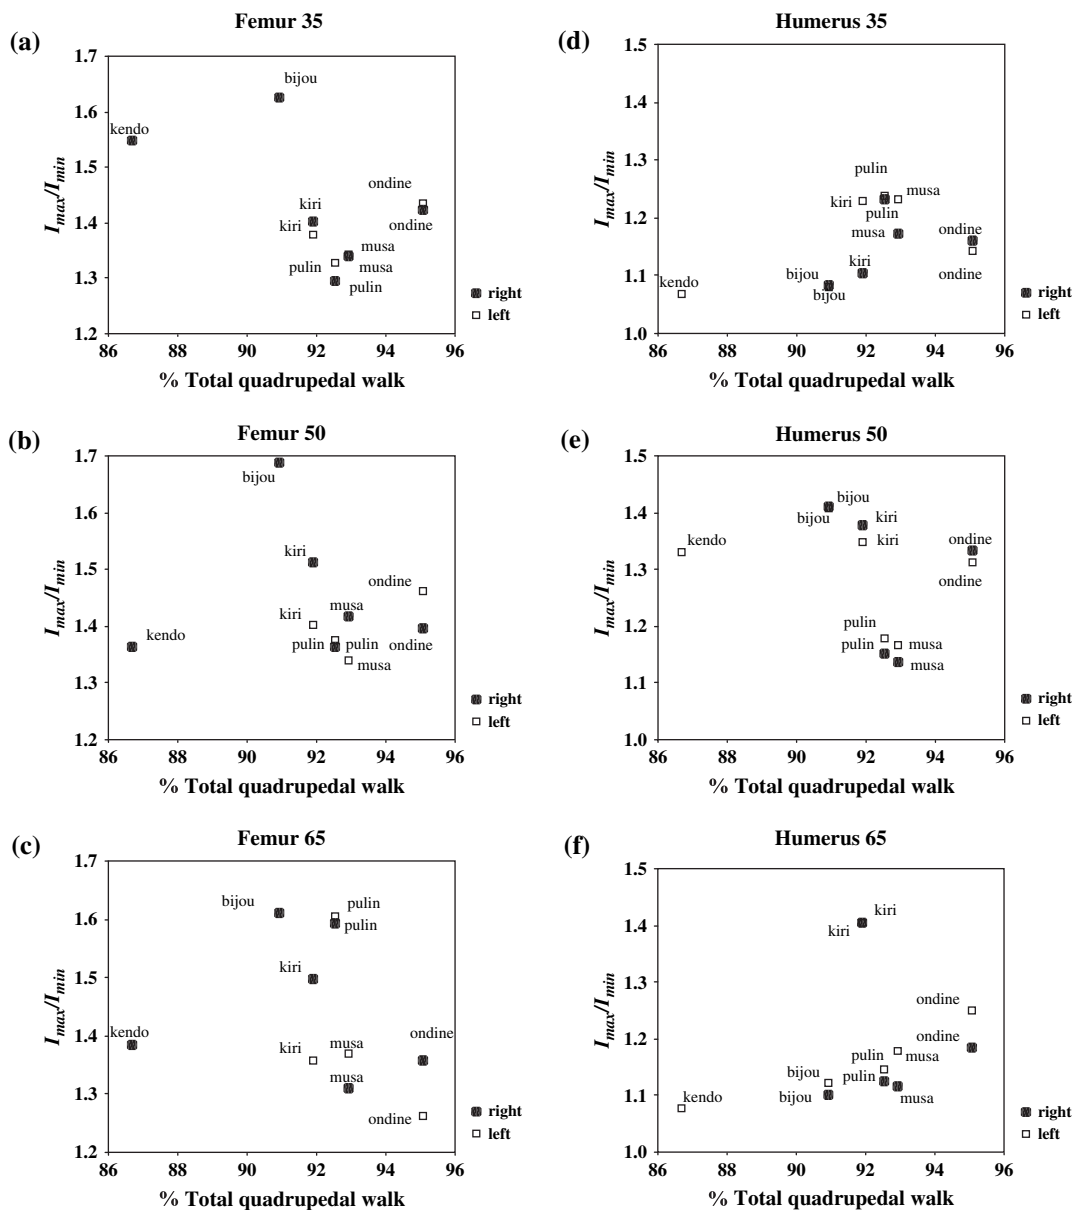 (a)
Femur 35
1.7
1.6
1.5
1.4
1.3
1.2
Imax/Imin
bijou
kendo
ondine
kiri
kiri
ondine
musa
pulin
musa
pulin
right
left
86 88 90 92 94 96
% Total quadrupedal walk
(d)
Humerus 35
1.5
1.4
1.3
1.2
1.1
1.0
Imax/Imin
pulin
kiri
musa
pulin
musa
ondine
kiri
bijou
ondine
kendo
bijou
right
left
86 88 90 92 94 96
% Total quadrupedal walk
(b)
Femur 50
1.7
1.6
1.5
1.4
1.3
1.2
Imax/Imin
bijou
kiri
ondine
kiri
musa
kendo
pulin
pulin
ondine
musa
right
left
86 88 90 92 94 96
% Total quadrupedal walk
(e)
Humerus 50
1.5
1.4
1.3
1.2
1.1
1.0
Imax/Imin
bijou
bijou
kiri
kendo
kiri
ondine
ondine
pulin
pulin
musa
musa
right
left
86 88 90 92 94 96
% Total quadrupedal walk
(c)
Femur 65
1.7
1.6
1.5
1.4
1.3
1.2
Imax/Imin
bijou
pulin
pulin
kiri
kendo
ondine
kiri
musa
musa
ondine
right
left
86 88 90 92 94 96
% Total quadrupedal walk
(f)
Humerus 65
1.5
1.4
1.3
1.2
1.1
1.0
Imax/Imin
kiri
kiri
ondine
ondine
pulin
musa
bijou
pulin
kendo
bijou
musa
right
left
86 88 90 92 94 96
% Total quadrupedal walk